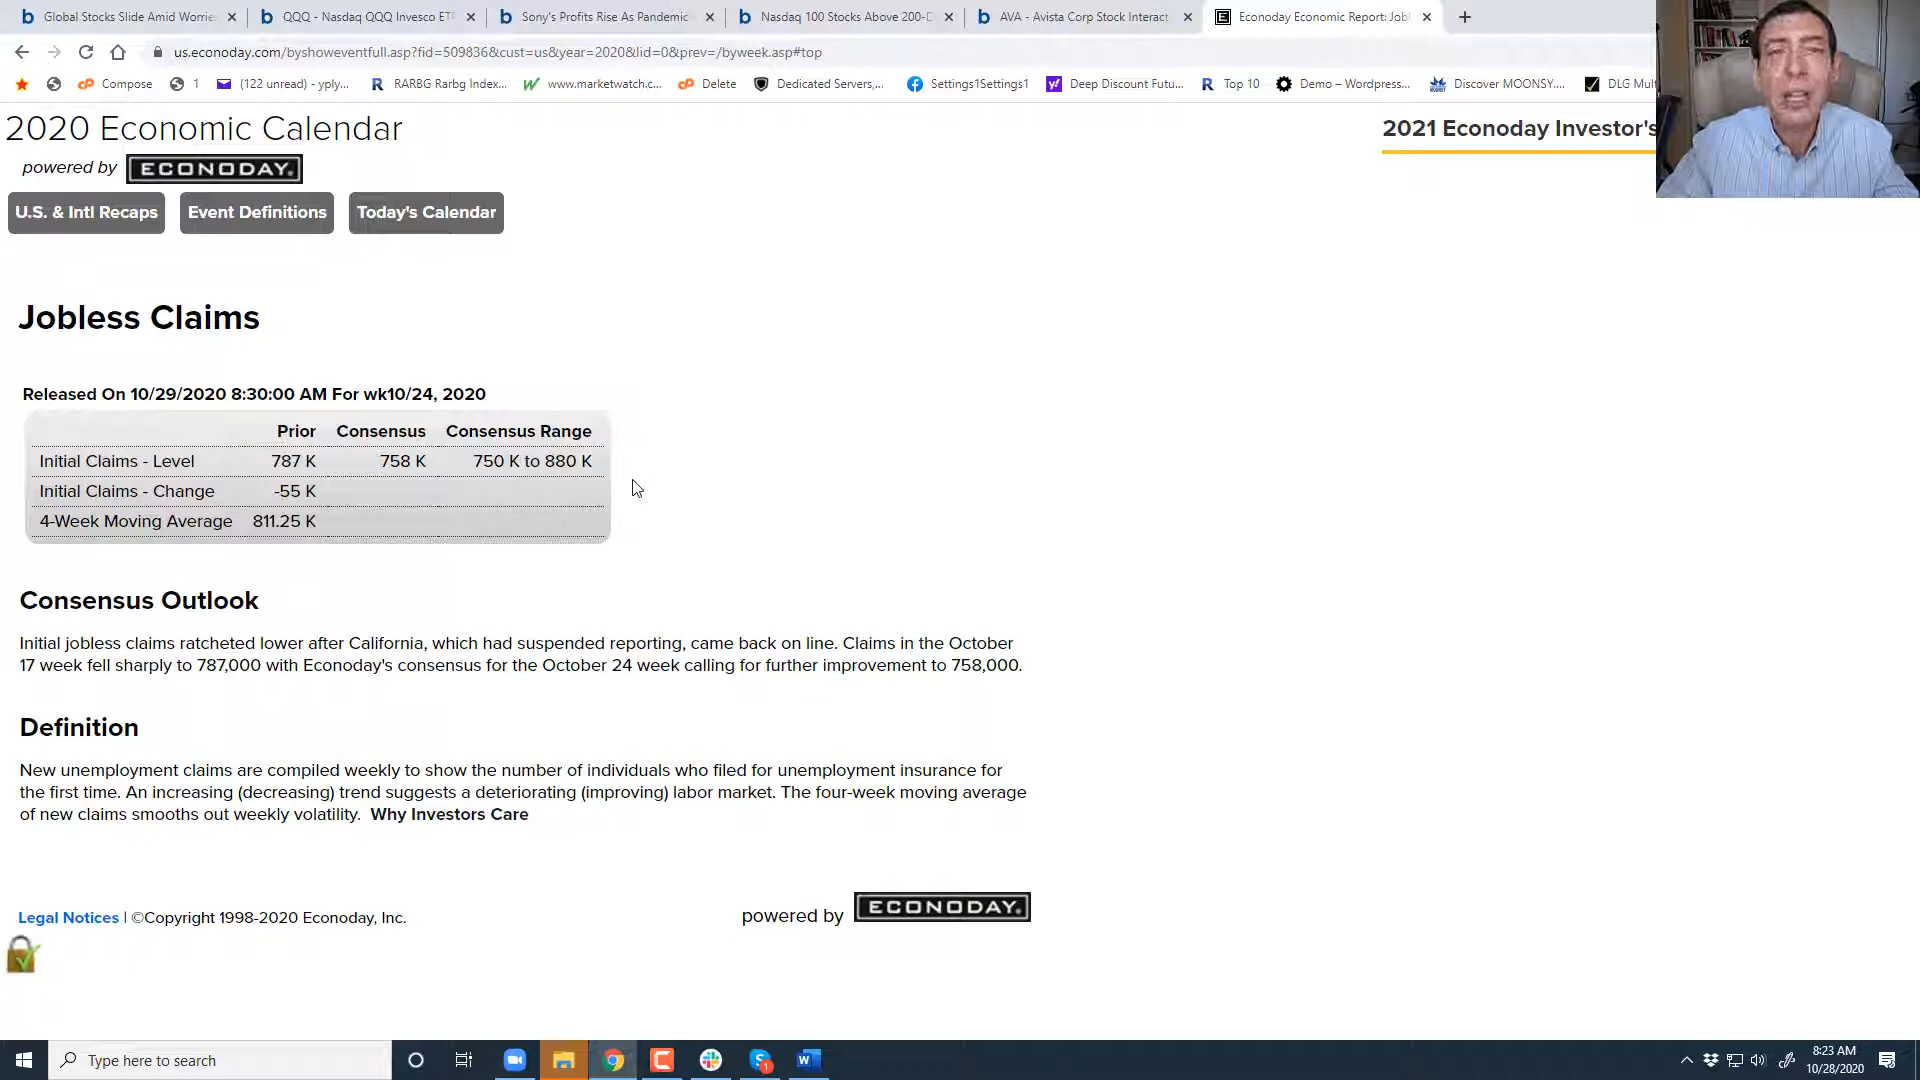 Global Stocks Slide Amid Worrie
QQQ - Nasdaq QQQ Invesco ETF
Sony's Profits Rise As Pandemic
Nasdaq 100 Stocks Above 200-D
AVA - Avista Corp Stock Interact
Econoday Economic Report: Jobl
us.econoday.com/byshoweventfull.asp?fid=509836&cust=us&year=2020&lid=0&prev=/byweek.asp#top
Compose
1
(122 unread) - yply...
RARBG Rarbg Index...
www.marketwatch.c...
Delete
Dedicated Servers,...
Settings1Settings1
Deep Discount Futu...
Top 10
Demo – Wordpress...
Discover MOONSY....
DLG Mult
2020 Economic Calendar
2021 Econoday Investor's
powered by ECONODAY.
U.S. & Intl Recaps
Event Definitions
Today's Calendar
Jobless Claims
Released On 10/29/2020 8:30:00 AM For wk10/24, 2020
Prior Consensus Consensus Range
Initial Claims - Level 787 K 758 K 750 K to 880 K
Initial Claims - Change -55 K
4-Week Moving Average 811.25 K
Consensus Outlook
Initial jobless claims ratcheted lower after California, which had suspended reporting, came back on line. Claims in the October
17 week fell sharply to 787,000 with Econoday's consensus for the October 24 week calling for further improvement to 758,000.
Definition
New unemployment claims are compiled weekly to show the number of individuals who filed for unemployment insurance for
the first time. An increasing (decreasing) trend suggests a deteriorating (improving) labor market. The four-week moving average
of new claims smooths out weekly volatility. Why Investors Care
Legal Notices | ©Copyright 1998-2020 Econoday, Inc.
powered by ECONODAY.
Type here to search
8:23 AM
10/28/2020